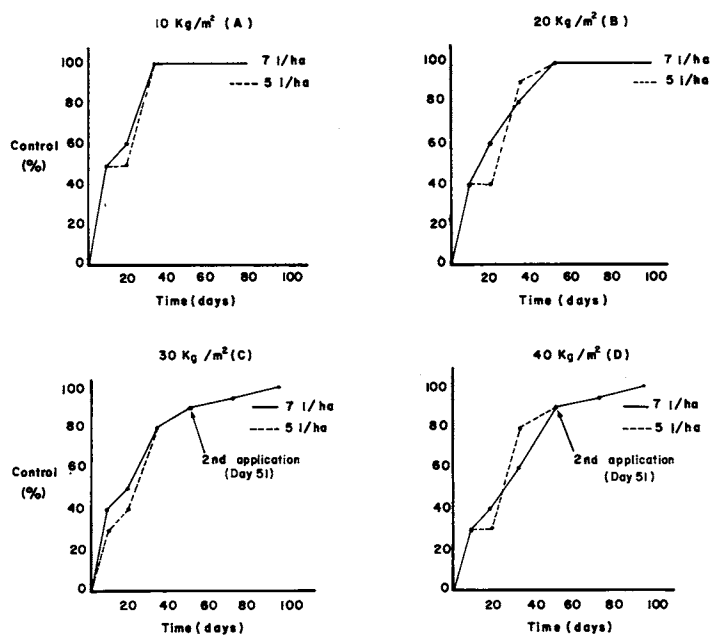 10 Kg/m² (A)
7 l/ha
5 l/ha
100
80
60
40
20
0
Control
(%)
20 40 60 80 100
Time (days)
20 Kg/m² (B)
7 l/ha
5 l/ha
100
80
60
40
20
0
20 40 60 80 100
Time (days)
30 Kg /m² (C)
7 l/ha
5 l/ha
100
80
60
40
20
0
Control
(%)
2nd application
(Day 51)
20 40 60 80 100
Time (days)
40 Kg/m² (D)
7 l/ha
5 l/ha
100
80
60
40
20
0
2nd application
(Day 51)
20 40 60 80 100
Time (days)